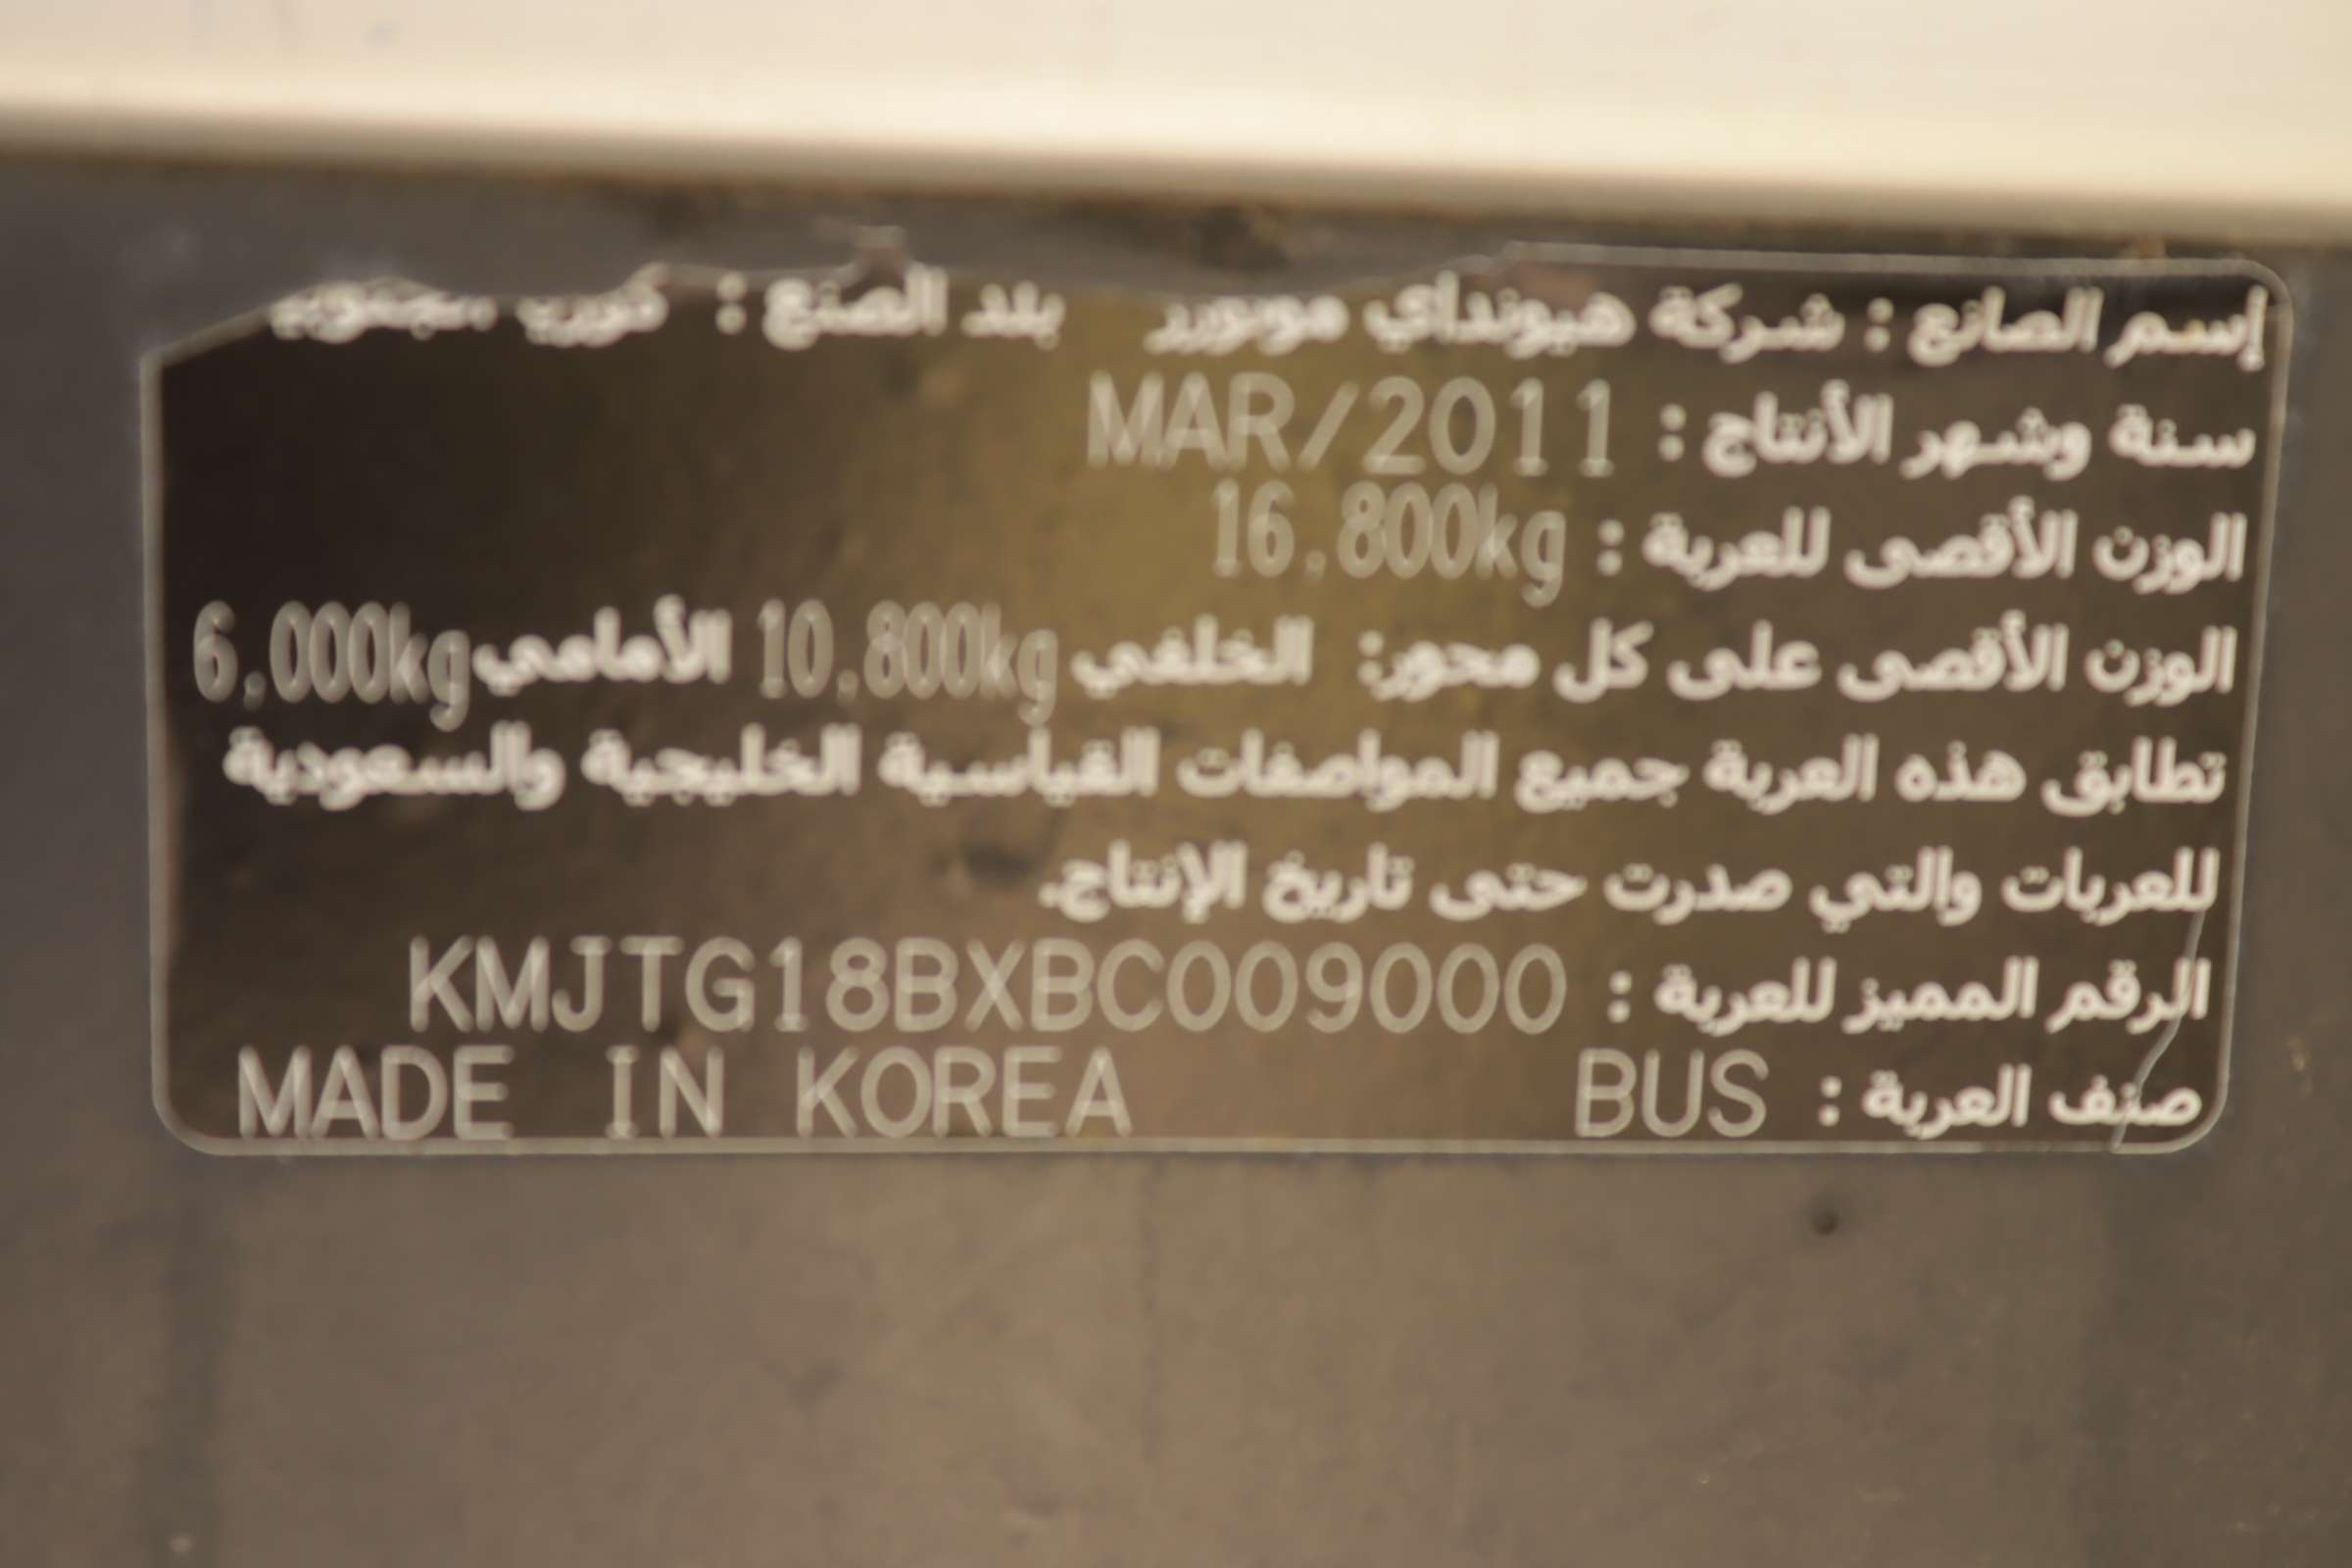 إسم الصانع : شركة هيونداي موتورز بلد الصنع : كوريا الجنوبية
سنة وشهر الأنتاج : MAR/2011
الوزن الأقصى للعربة : 16,800kg
الوزن الأقصى على كل محور: الخلفي 10,800kg الأمامي 6,000kg
تطابق هذه العربة جميع المواصفات القياسية الخليجية والسعودية
للعربات والتي صدرت حتى تاريخ الإنتاج.
الرقم المميز للعربة : KMJTG18BXBC009000
صنف العربة : BUS MADE IN KOREA